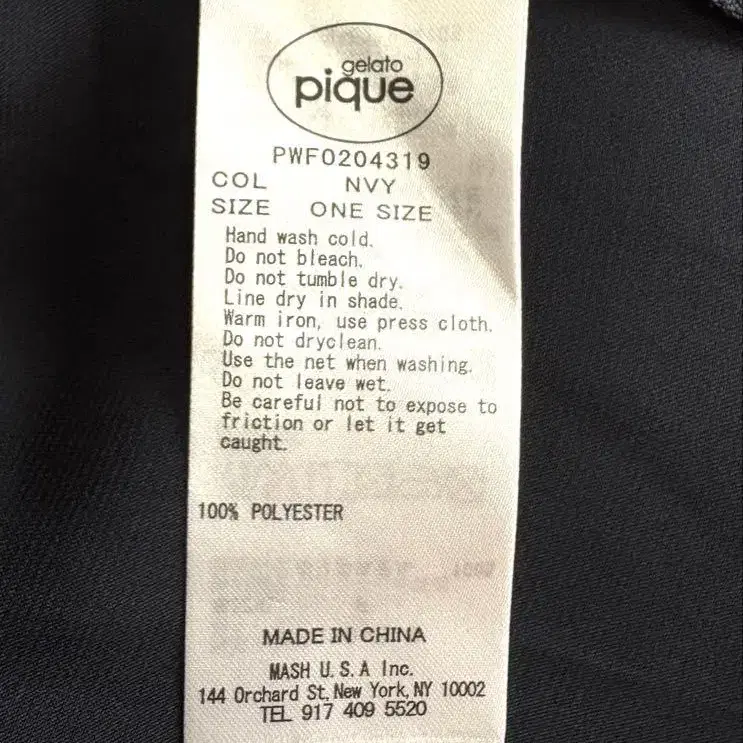 gelato
pique
PWF0204319
COL NVY
SIZE ONE SIZE
Hand wash cold.
Do not bleach.
Do not tumble dry.
Line dry in shade.
Warm iron, use press cloth.
Do not dryclean.
Use the net when washing.
Do not leave wet.
Be careful not to expose to
friction or let it get
caught.
100% POLYESTER
MADE IN CHINA
MASH U.S.A Inc.
144 Orchard St, New York, NY 10002
TEL 917 409 5520